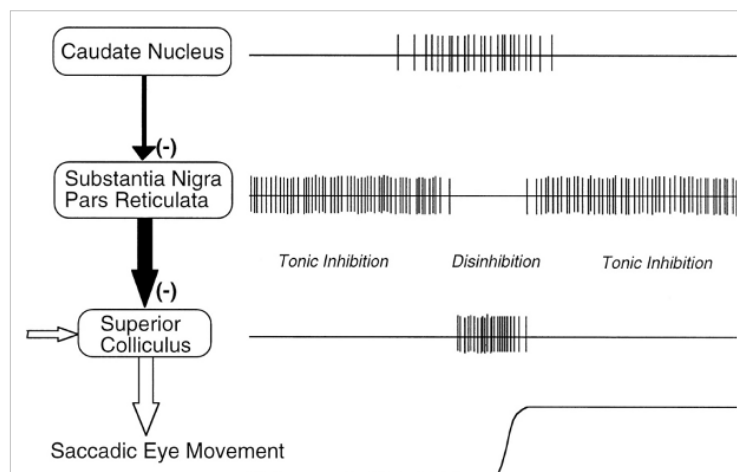 Caudate Nucleus
(-)
Substantia Nigra
Pars Reticulata
Tonic Inhibition Disinhibition Tonic Inhibition
(-)
Superior
Colliculus
Saccadic Eye Movement